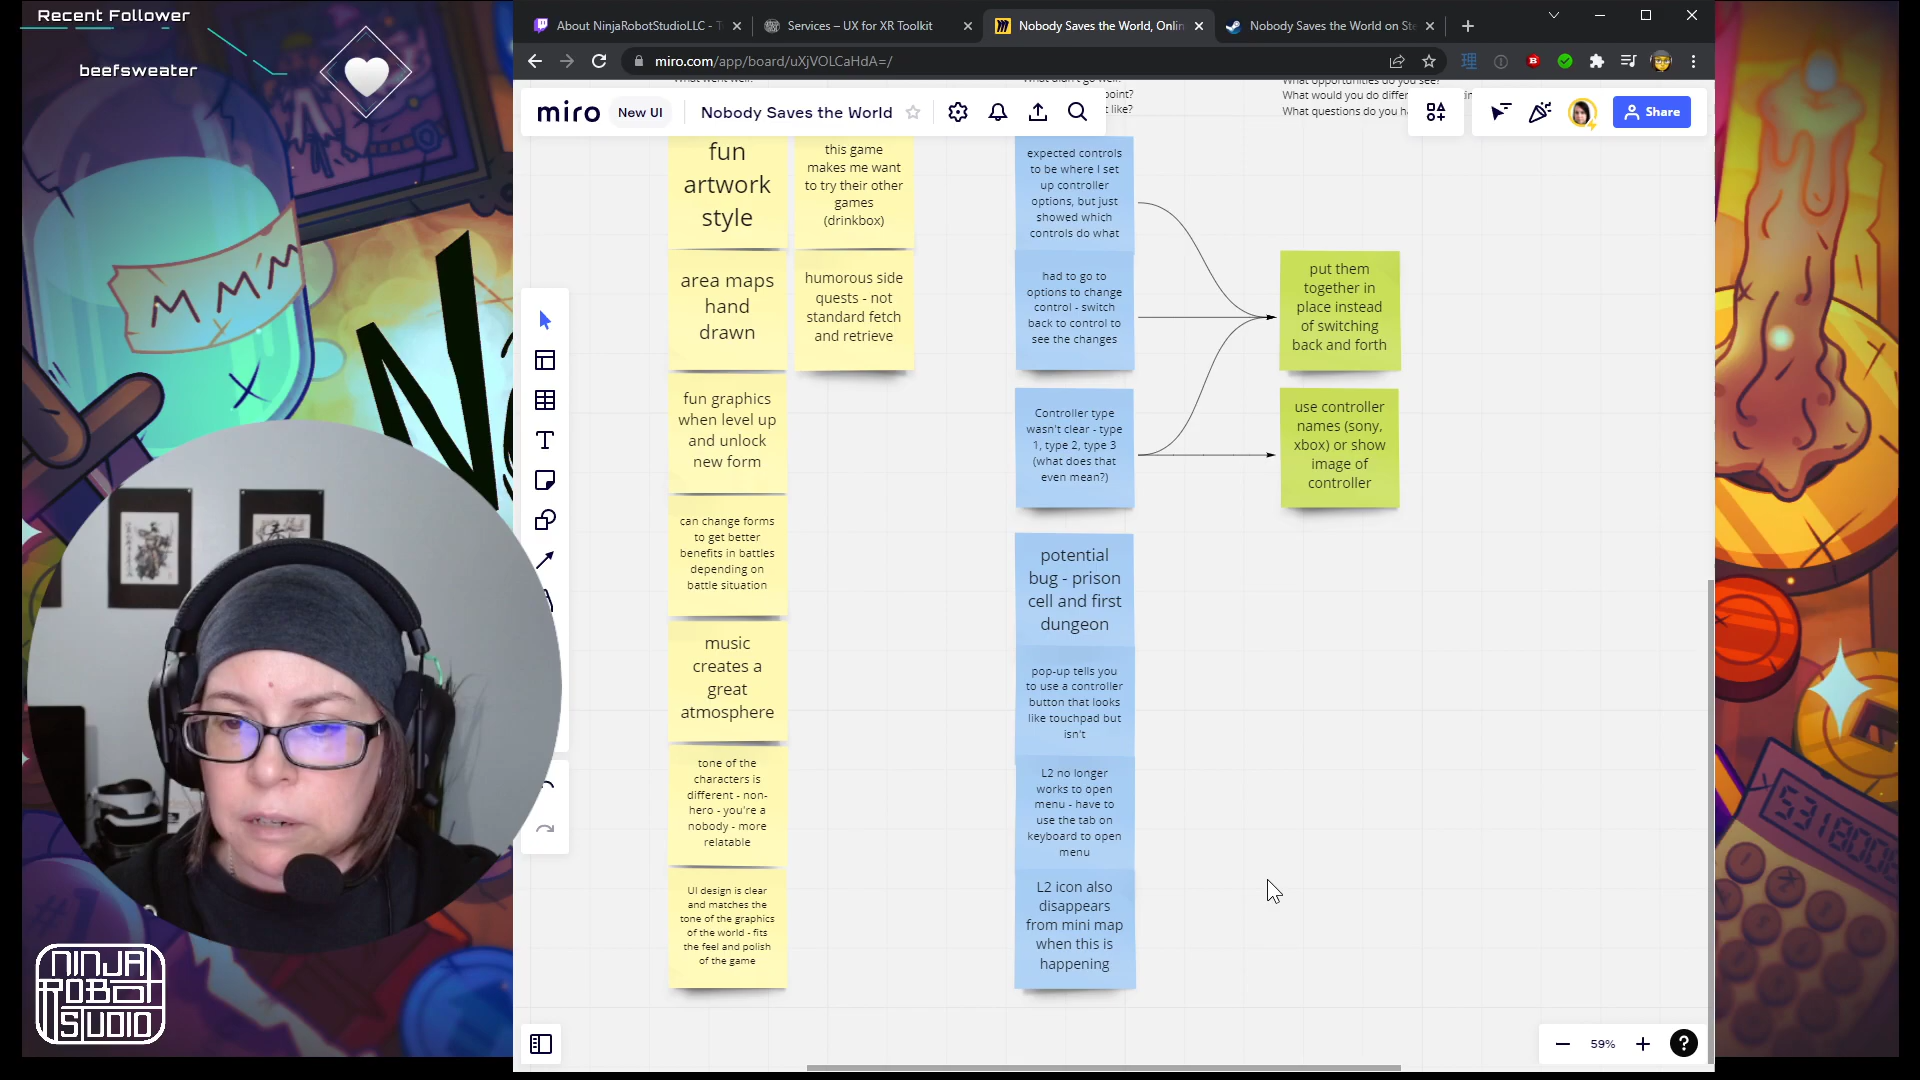 Recent Follower
beefsweater
About NinjaRobotStudioLLC - T
Services – UX for XR Toolkit
Nobody Saves the World, Onlin
Nobody Saves the World on Ste
miro.com/app/board/uXjVOLCaHdA=/
miro
New UI
Nobody Saves the World
Share
What went well?
What didn't go well?
point?
t like?
What opportunities do you see?
What would you do differ
What questions do you h
fun
artwork
style
this game
makes me want
to try their other
games
(drinkbox)
area maps
hand
drawn
humorous side
quests - not
standard fetch
and retrieve
fun graphics
when level up
and unlock
new form
can change forms
to get better
benefits in battles
depending on
battle situation
music
creates a
great
atmosphere
tone of the
characters is
different - non-
hero - you're a
nobody - more
relatable
UI design is clear
and matches the
tone of the graphics
of the world - fits
the feel and polish
of the game
expected controls
to be where I set
up controller
options, but just
showed which
controls do what
had to go to
options to change
control - switch
back to control to
see the changes
Controller type
wasn't clear - type
1, type 2, type 3
(what does that
even mean?)
potential
bug - prison
cell and first
dungeon
pop-up tells you
to use a controller
button that looks
like touchpad but
isn't
L2 no longer
works to open
menu - have to
use the tab on
keyboard to open
menu
L2 icon also
disappears
from mini map
when this is
happening
put them
together in
place instead
of switching
back and forth
use controller
names (sony,
xbox) or show
image of
controller
59%
MMM
NINJA
ROBOT
STUDIO
5318008